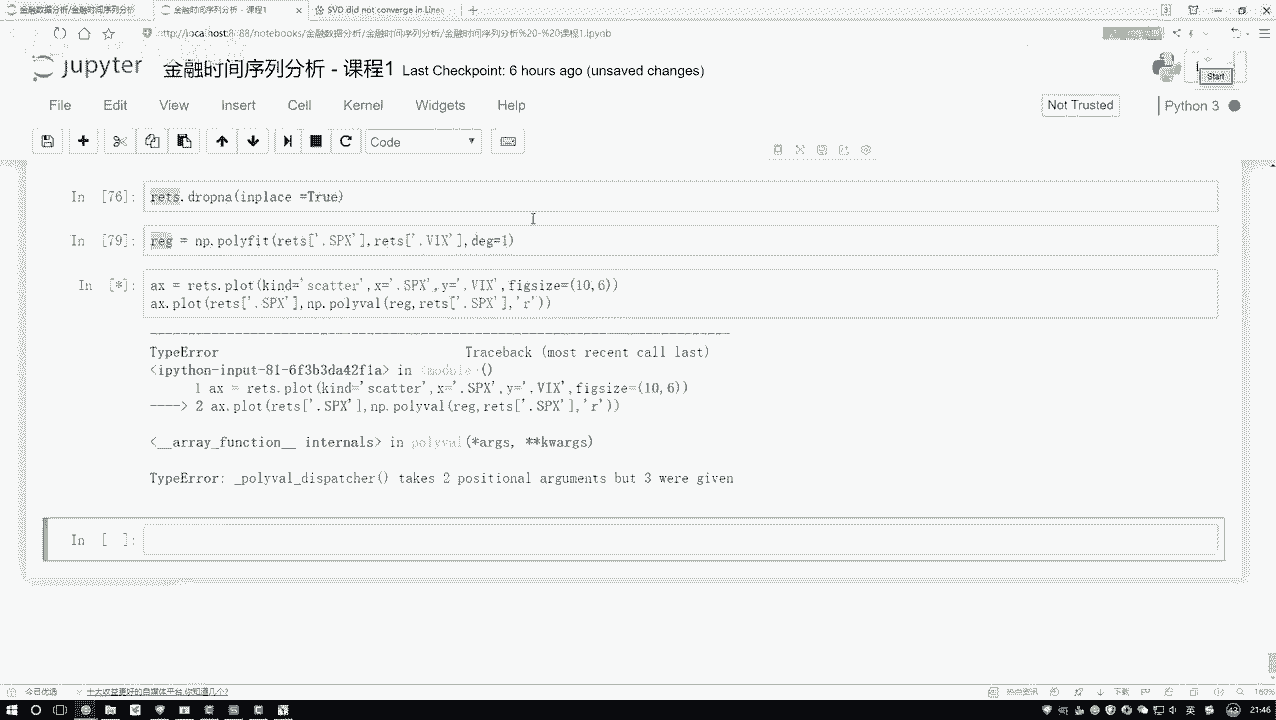 金融数据分析/金融时间序列分析
金融时间序列分析 - 课程1
SVD did not converge in Linea
http://localhost:8888/notebooks/金融数据分析/金融时间序列分析/金融时间序列分析%20-%20课程1.ipynb
jupyter 金融时间序列分析 - 课程1 Last Checkpoint: 6 hours ago (unsaved changes)
Start
File Edit View Insert Cell Kernel Widgets Help
Not Trusted
Python 3
Code
In [76]: rets.dropna(inplace =True)
In [79]: reg = np.polyfit(rets['.SPX'],rets['.VIX'],deg=1)
In [*]: ax = rets.plot(kind='scatter',x='.SPX',y='.VIX',figsize=(10,6))
ax.plot(rets['.SPX'],np.polyval(reg,rets['.SPX'],'r'))
---------------------------------------------------------------------------
TypeError Traceback (most recent call last)
<ipython-input-81-6f3b3da42f1a> in <module>()
1 ax = rets.plot(kind='scatter',x='.SPX',y='.VIX',figsize=(10,6))
----> 2 ax.plot(rets['.SPX'],np.polyval(reg,rets['.SPX'],'r'))
<__array_function__ internals> in polyval(*args, **kwargs)
TypeError: _polyval_dispatcher() takes 2 positional arguments but 3 were given
In [ ]:
今日优选
十大收益更好的自媒体平台,你知道几个?
热点资讯
下载
160%
英
21:46